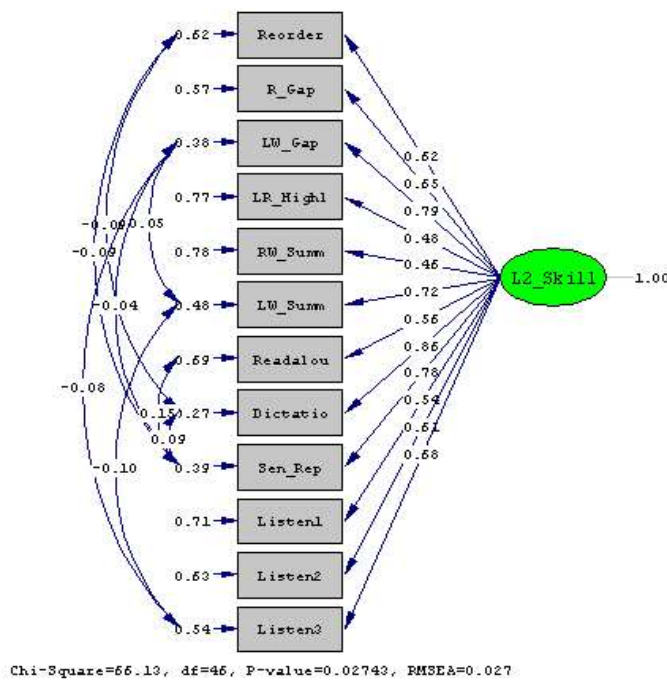 0.62 Reorder
0.57 R_Gap
0.38 LW_Gap
0.62
0.65
0.77 LR_Highl
0.79
-0.09 0.05
0.48
-0.09
0.78 RW_Summ
0.46
L2_Skill 1.00
-0.04
0.48 LW_Summ
0.72
0.56
0.69 Readalou
0.86
0.78
-0.08
0.54
0.15 0.27 Dictatio
0.61
0.09
0.68
-0.10
0.39 Sen_Rep
0.71 Listen1
0.63 Listen2
0.54 Listen3
Chi-Square=66.13, df=46, P-value=0.02743, RMSEA=0.027